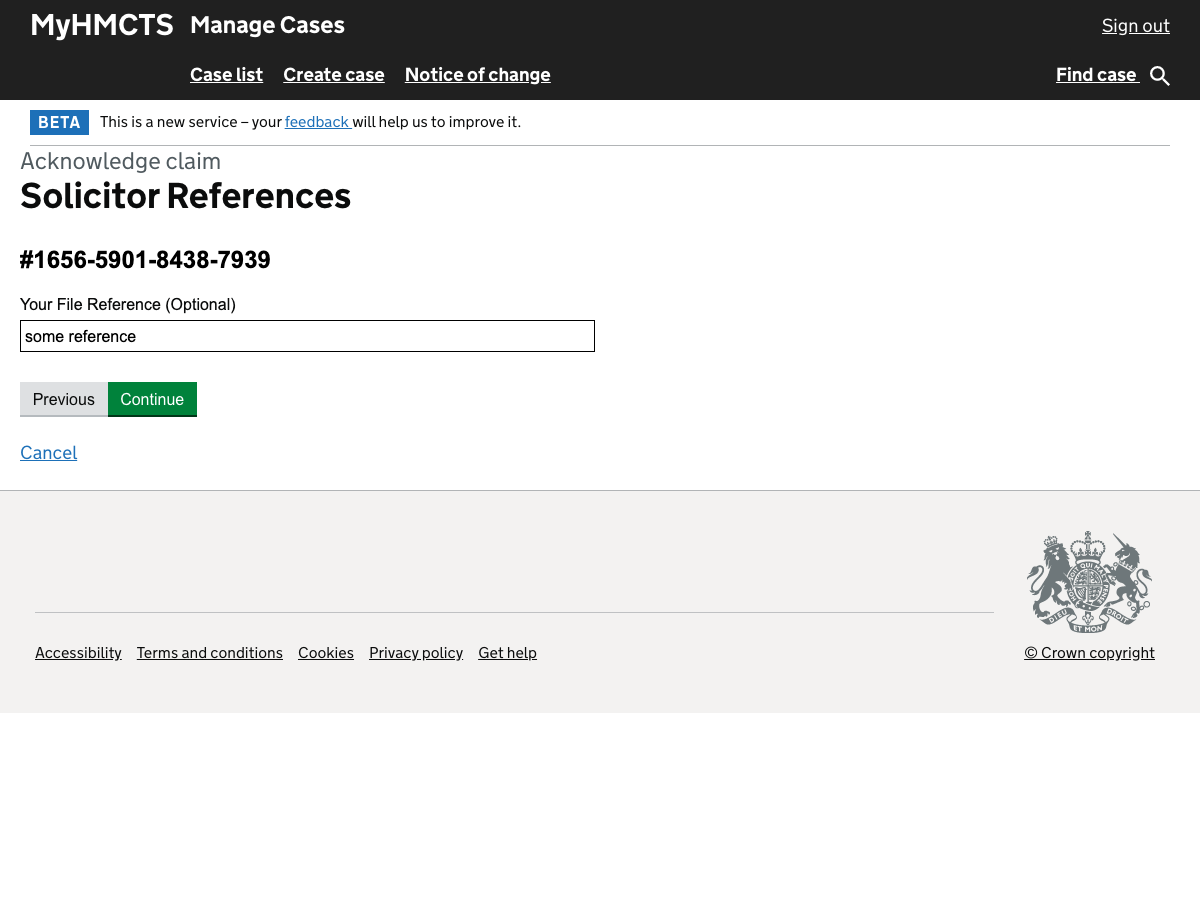 MyHMCTS Manage Cases Sign out
Case list Create case Notice of change Find case
BETA This is a new service – your feedback will help us to improve it.
Acknowledge claim
Solicitor References
#1656-5901-8438-7939
Your File Reference (Optional)
some reference
Previous Continue
Cancel
DIEU ET MON DROIT
Accessibility Terms and conditions Cookies Privacy policy Get help © Crown copyright